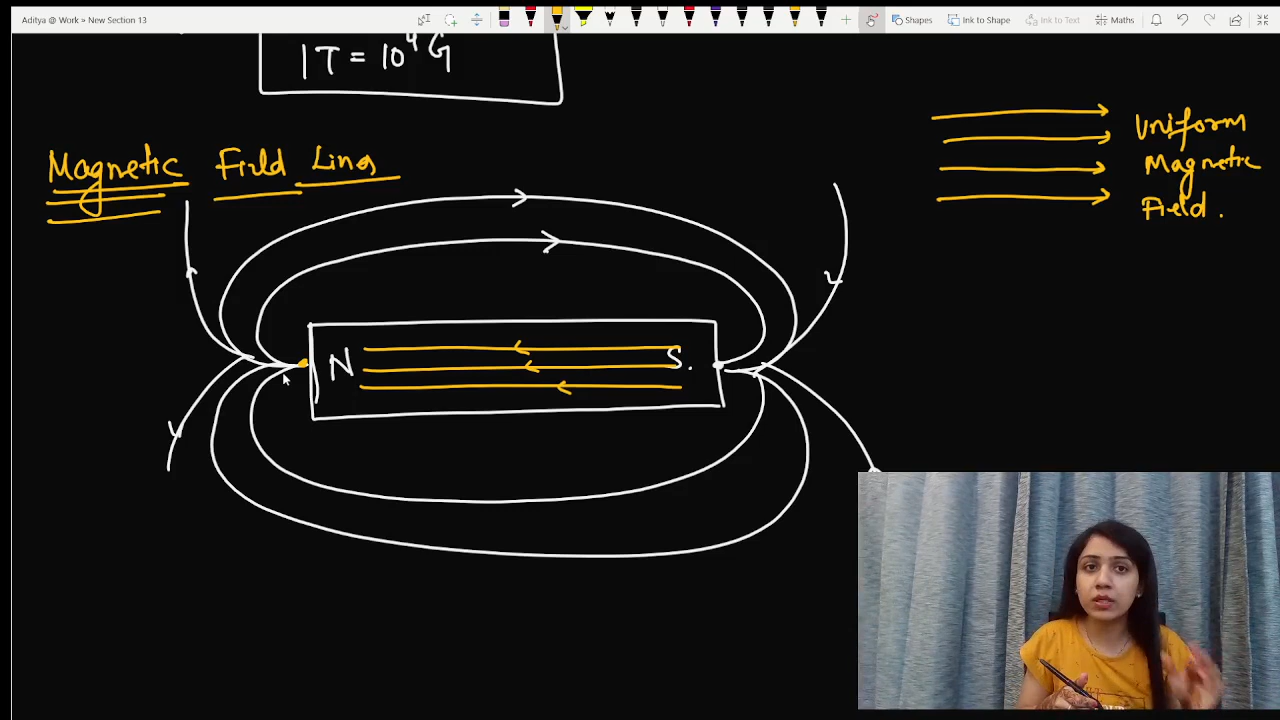 Aditya @ Work » New Section 13
Shapes
Ink to Shape
Ink to Text
Maths
1T = 10⁴ G
Magnetic Field Lines
Uniform
Magnetic
Field.
N
S.